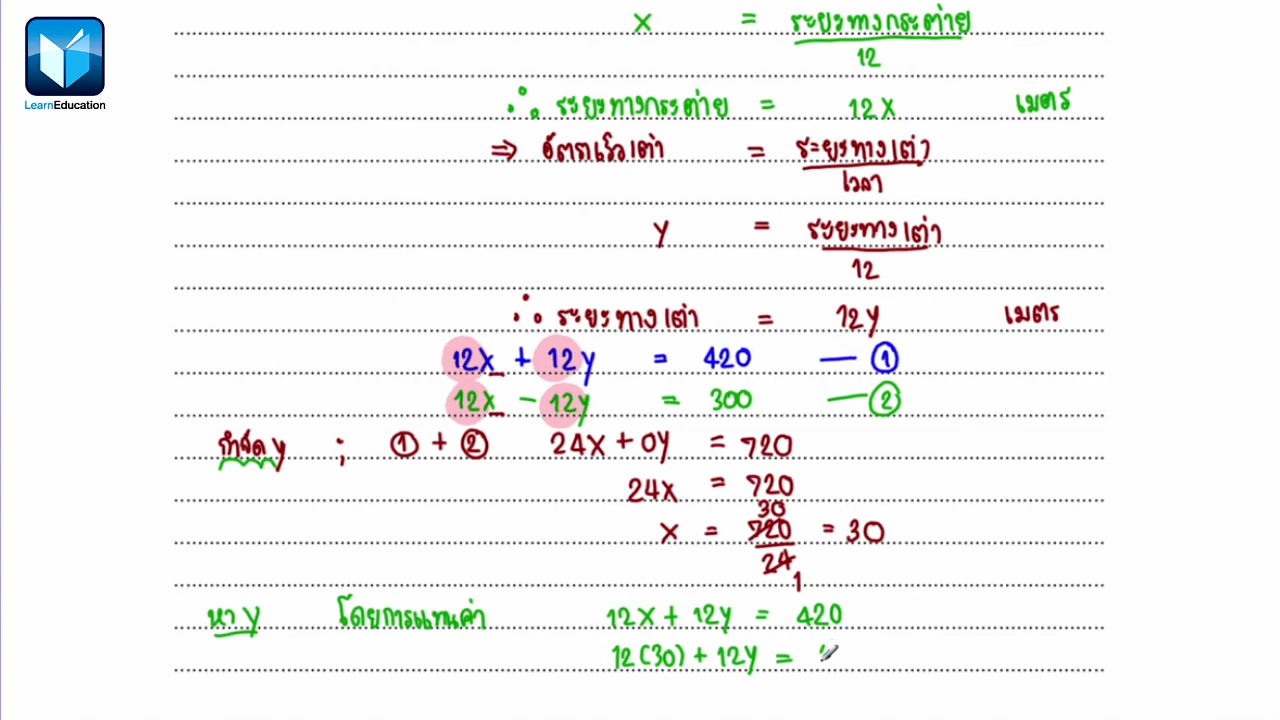 x = ระยะทางกระต่าย
12
∴ ระยะทางกระต่าย = 12x เมตร
LearnEducation
⇒ อัตราเร็วเต่า = ระยะทางเต่า
เวลา
y = ระยะทางเต่า
12
∴ ระยะทางเต่า = 12y เมตร
12x + 12y = 420 — ①
12x - 12y = 300 — ②
กำจัด y ; ① + ② 24x + 0y = 720
24x = 720
30
x = 720 = 30
24
1
หา y โดยการแทนค่า 12x + 12y = 420
12(30) + 12y =